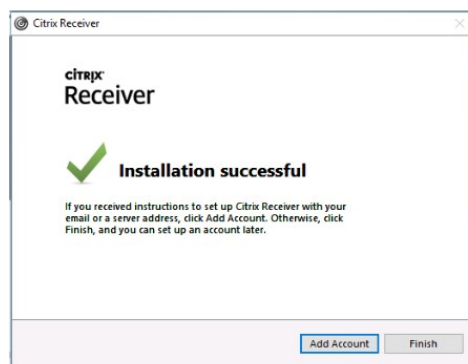 Citrix Receiver
CITRIX
Receiver
Installation successful
If you received instructions to set up Citrix Receiver with your
email or a server address, click Add Account. Otherwise, click
Finish, and you can set up an account later.
Add Account
Finish